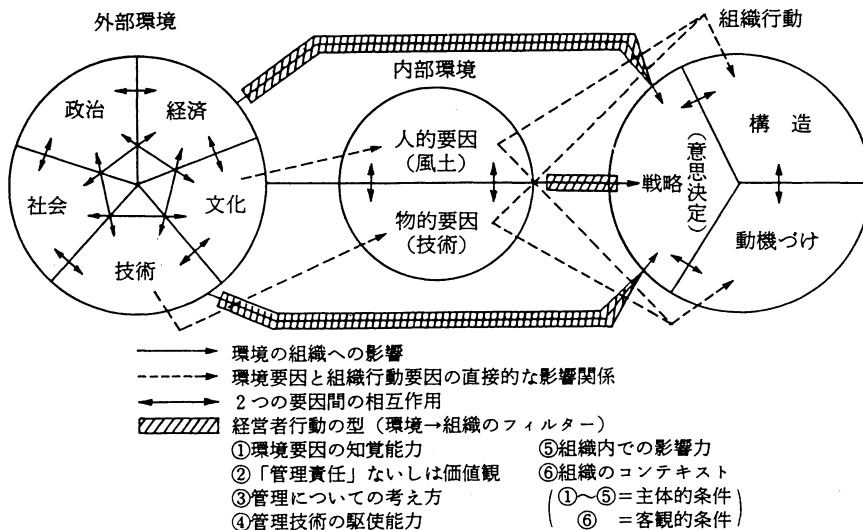 外部環境
組織行動
内部環境
政治
経済
社会
文化
技術
人的要因
(風土)
物的要因
(技術)
戦略
(意思決定)
構造
動機づけ
環境の組織への影響
環境要因と組織行動要因の直接的な影響関係
2つの要因間の相互作用
経営者行動の型(環境→組織のフィルター)
①環境要因の知覚能力
②「管理責任」ないしは価値観
③管理についての考え方
④管理技術の駆使能力
⑤組織内での影響力
⑥組織のコンテキスト
(①~⑤=主体的条件
⑥ =客観的条件)